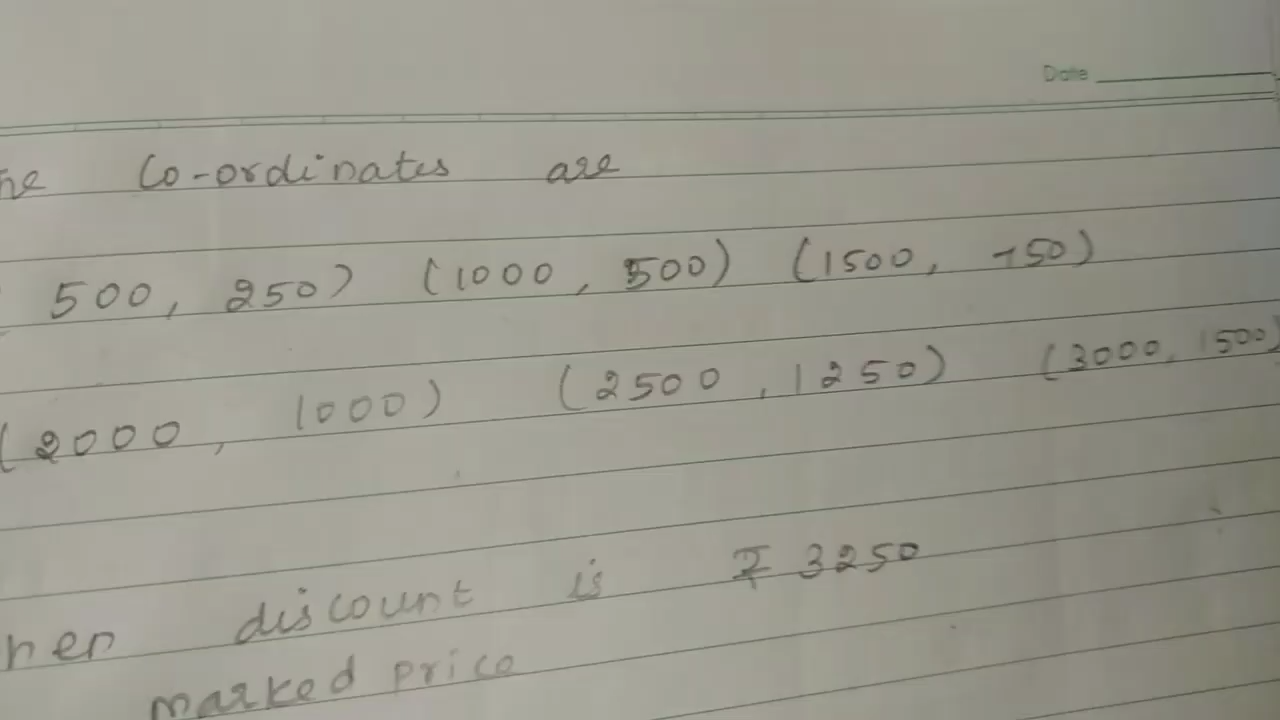 Date
he Co-ordinates are
500, 250) (1000, 500) (1500, 750)
(2000, 1000) (2500, 1250) (3000, 1500)
hen discount is ₹ 3250
marked price